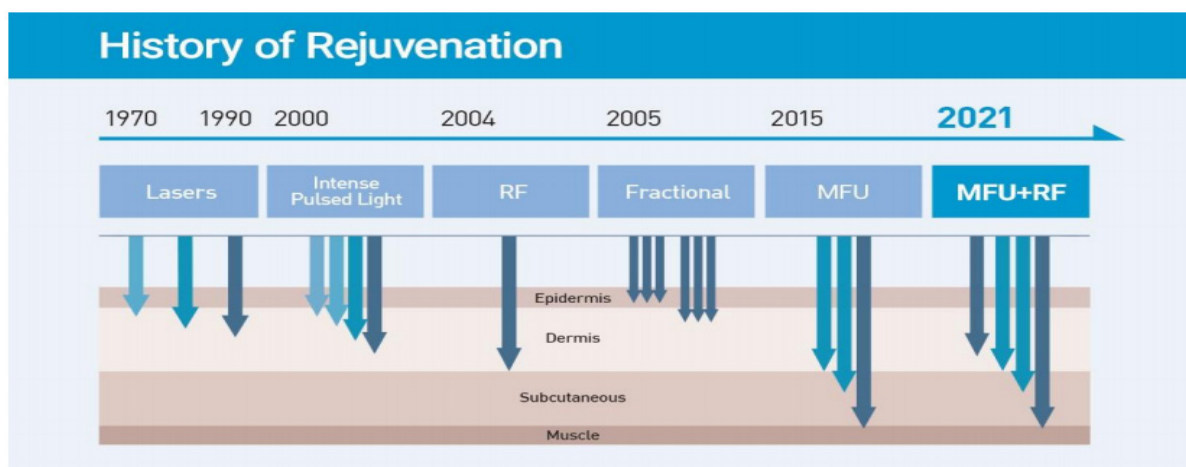 History of Rejuvenation
1970 1990 2000 2004 2005 2015 2021
Lasers
Intense
Pulsed Light
RF
Fractional
MFU
MFU+RF
Epidermis
Dermis
Subcutaneous
Muscle